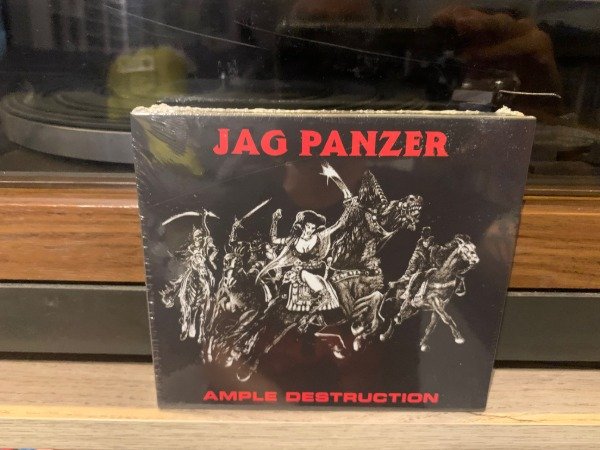 JAG PANZER
AMPLE DESTRUCTION